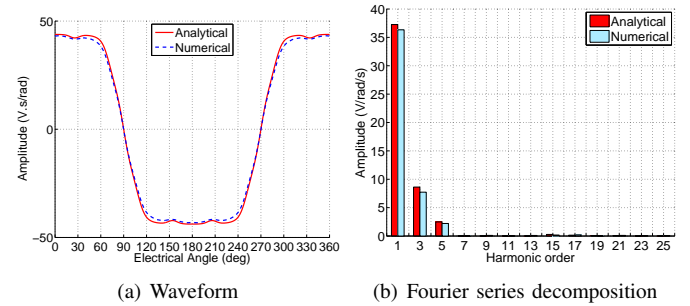 Amplitude (V.s/rad)
50
0
−50
Analytical
Numerical
0 30 60 90 120 150 180 210 240 270 300 330 360
Electrical Angle (deg)
(a) Waveform
Amplitude (V/rad/s)
40
35
30
25
20
15
10
5
0
Analytical
Numerical
1 3 5 7 9 11 13 15 17 19 21 23 25
Harmonic order
(b) Fourier series decomposition